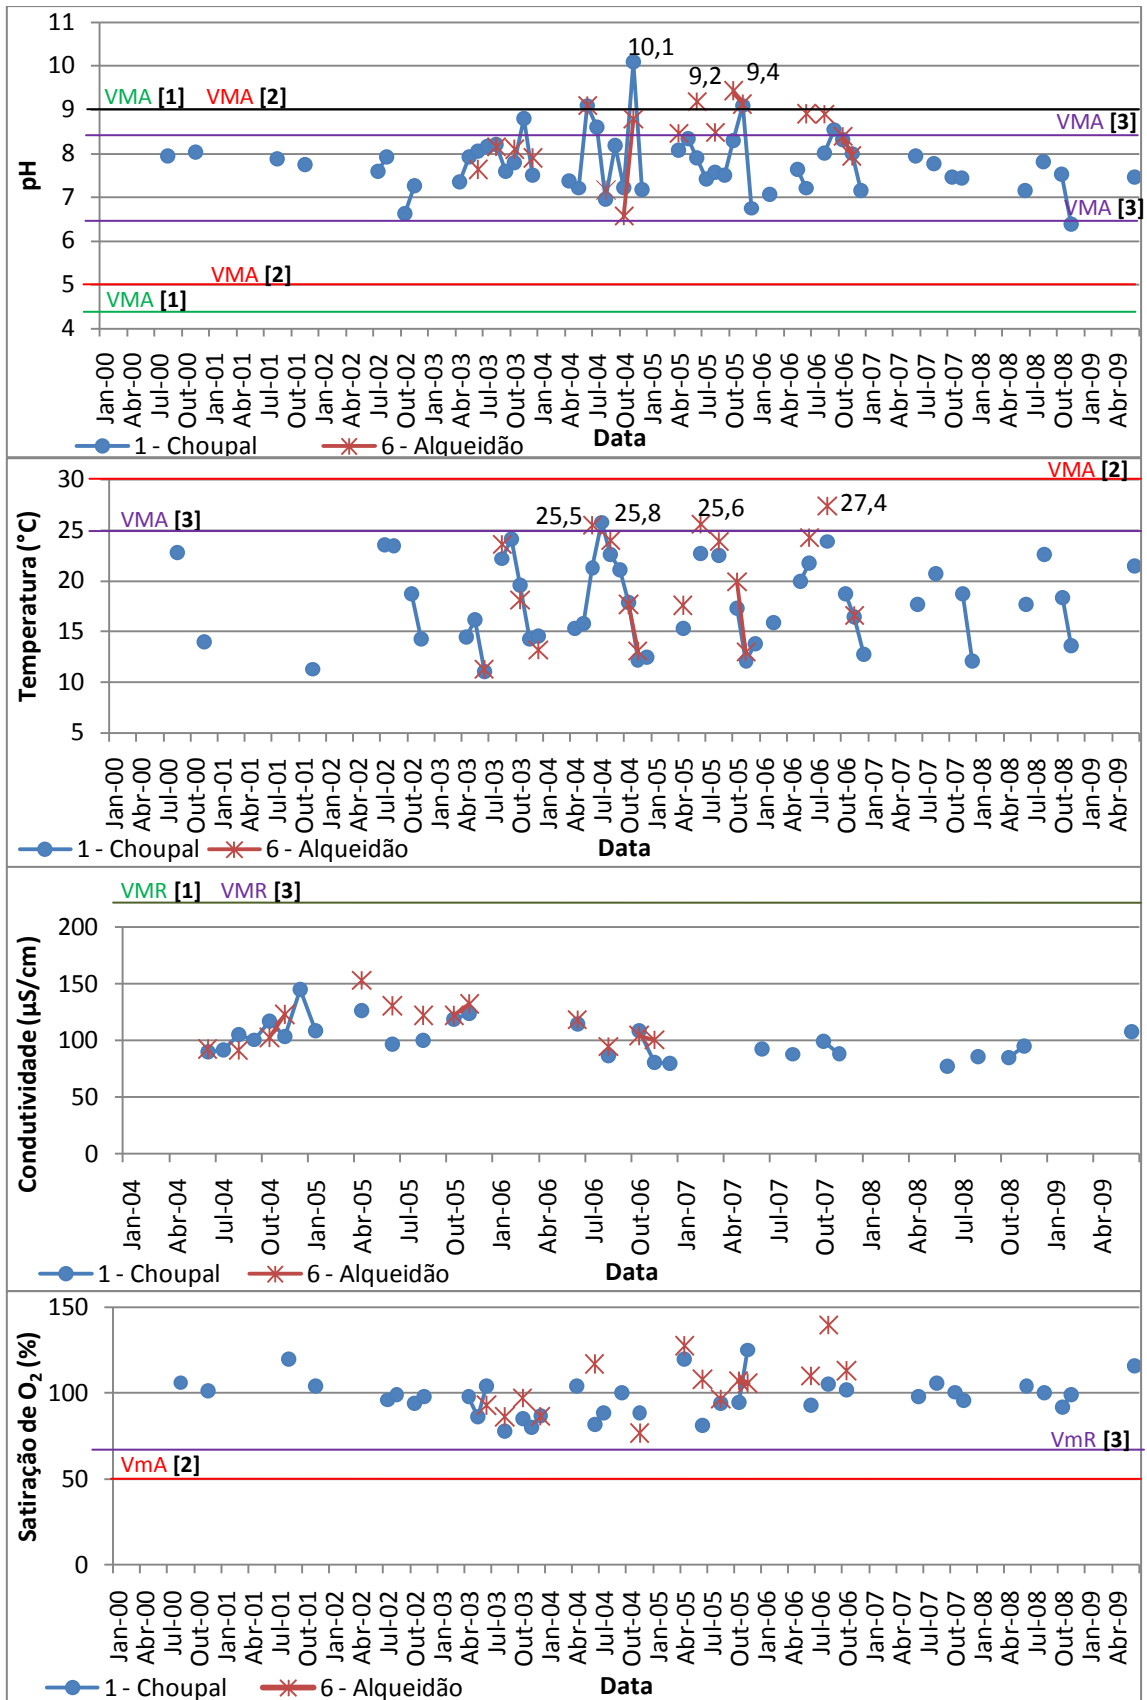 11
10,1
10
9,2
9,4
VMA [1] VMA [2]
9
VMA [3]
8
pH
7
VMA [3]
6
VMA [2]
5
VMA [1]
4
Jan-00 Abr-00 Jul-00 Out-00 Jan-01 Abr-01 Jul-01 Out-01 Jan-02 Abr-02 Jul-02 Out-02 Jan-03 Abr-03 Jul-03 Out-03 Jan-04 Abr-04 Jul-04 Out-04 Jan-05 Abr-05 Jul-05 Out-05 Jan-06 Abr-06 Jul-06 Out-06 Jan-07 Abr-07 Jul-07 Out-07 Jan-08 Abr-08 Jul-08 Out-08 Jan-09 Abr-09
Data
1 - Choupal 6 - Alqueidão
30
VMA [2]
VMA [3]
25,5 25,8 25,6 27,4
25
20
Temperatura (°C)
15
10
5
Jan-00 Abr-00 Jul-00 Out-00 Jan-01 Abr-01 Jul-01 Out-01 Jan-02 Abr-02 Jul-02 Out-02 Jan-03 Abr-03 Jul-03 Out-03 Jan-04 Abr-04 Jul-04 Out-04 Jan-05 Abr-05 Jul-05 Out-05 Jan-06 Abr-06 Jul-06 Out-06 Jan-07 Abr-07 Jul-07 Out-07 Jan-08 Abr-08 Jul-08 Out-08 Jan-09 Abr-09
Data
1 - Choupal 6 - Alqueidão
VMR [1] VMR [3]
200
150
Condutividade (µS/cm)
100
50
0
Jan-04 Abr-04 Jul-04 Out-04 Jan-05 Abr-05 Jul-05 Out-05 Jan-06 Abr-06 Jul-06 Out-06 Jan-07 Abr-07 Jul-07 Out-07 Jan-08 Abr-08 Jul-08 Out-08 Jan-09 Abr-09
Data
1 - Choupal 6 - Alqueidão
150
100
Satiração de O2 (%)
VmR [3]
VmA [2]
50
0
Jan-00 Abr-00 Jul-00 Out-00 Jan-01 Abr-01 Jul-01 Out-01 Jan-02 Abr-02 Jul-02 Out-02 Jan-03 Abr-03 Jul-03 Out-03 Jan-04 Abr-04 Jul-04 Out-04 Jan-05 Abr-05 Jul-05 Out-05 Jan-06 Abr-06 Jul-06 Out-06 Jan-07 Abr-07 Jul-07 Out-07 Jan-08 Abr-08 Jul-08 Out-08 Jan-09 Abr-09
Data
1 - Choupal 6 - Alqueidão